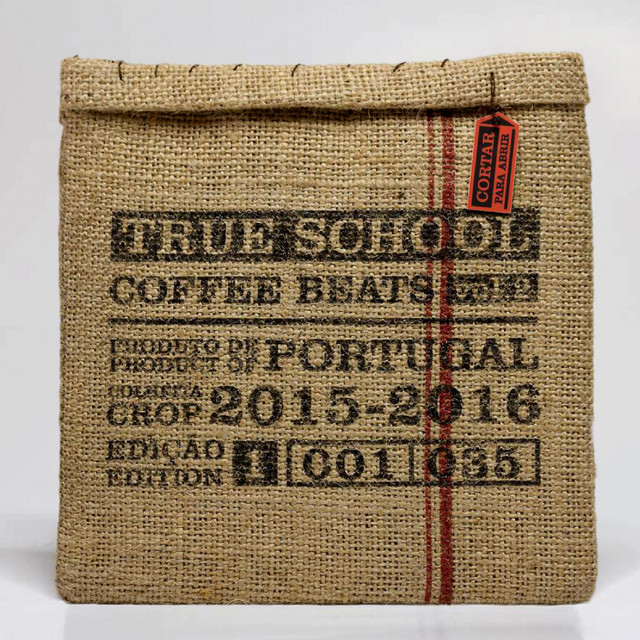 CORTAR
PARA ABRIR
TRUE SCHOOL
COFFEE BEATS
PRODUTO DE
PRODUCT OF
PORTUGAL
COLHEITA
CROP
2015-2016
EDIÇÃO
EDITION
1
001
035